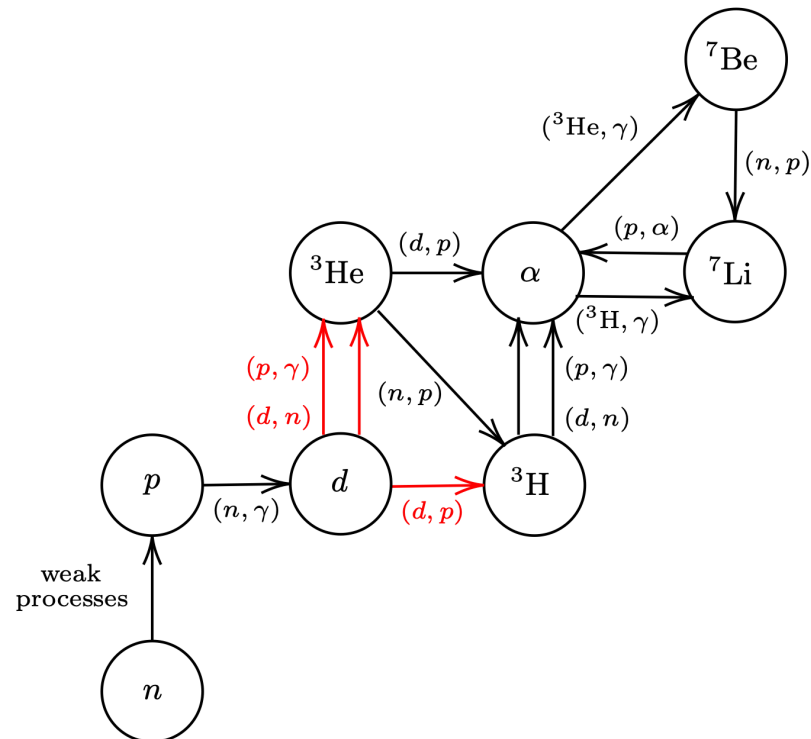 ⁷Be
(³He, γ)
(n, p)
(p, α)
(d, p)
³He
α
⁷Li
(³H, γ)
(p, γ)
(p, γ)
(n, p)
(d, n)
(d, n)
p
d
³H
(n, γ)
(d, p)
weak
processes
n